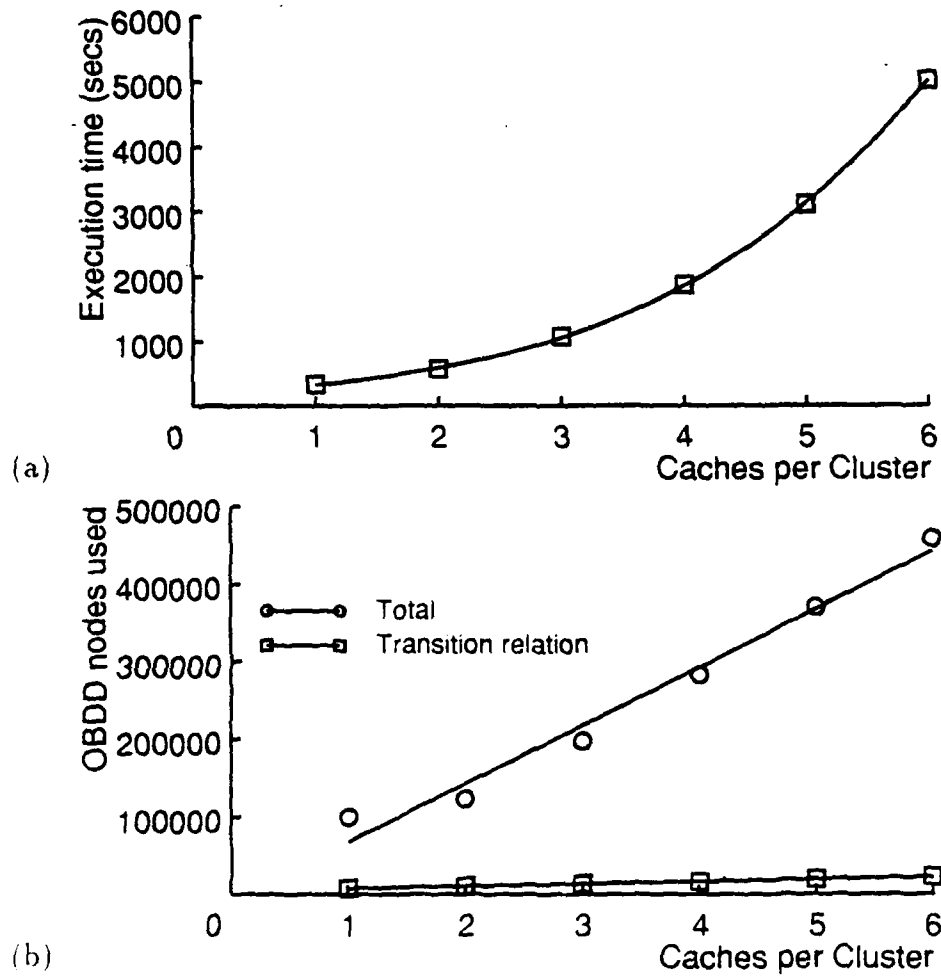 6000
5000
4000
3000
2000
1000
0
Execution time (secs)
1 2 3 4 5 6
Caches per Cluster
(a)
500000
400000
300000
200000
100000
0
OBDD nodes used
Total
Transition relation
1 2 3 4 5 6
Caches per Cluster
(b)